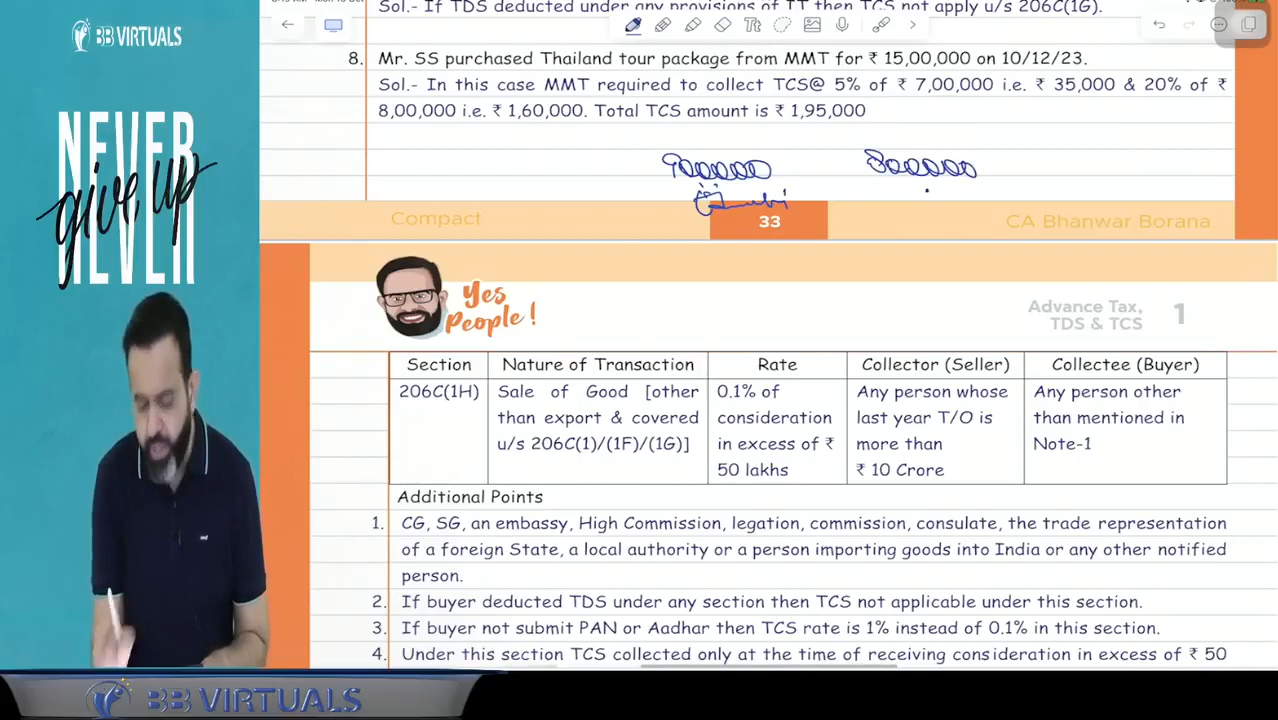 Sol.- If TDS deducted under any provisions of IT then TCS not apply u/s 206C(1G).
BB VIRTUALS
8. Mr. SS purchased Thailand tour package from MMT for ₹ 15,00,000 on 10/12/23.
Sol.- In this case MMT required to collect TCS@ 5% of ₹ 7,00,000 i.e. ₹ 35,000 & 20% of ₹
8,00,000 i.e. ₹ 1,60,000. Total TCS amount is ₹ 1,95,000
NEVER
give up
NEVER
900000 800000
Compact 33 CA Bhanwar Borana
Yes
People !
Advance Tax,
TDS & TCS 1
Section Nature of Transaction Rate Collector (Seller) Collectee (Buyer)
206C(1H) Sale of Good [other 0.1% of Any person whose Any person other
than export & covered consideration last year T/O is than mentioned in
u/s 206C(1)/(1F)/(1G)] in excess of ₹ more than Note-1
50 lakhs ₹ 10 Crore
Additional Points
1. CG, SG, an embassy, High Commission, legation, commission, consulate, the trade representation
of a foreign State, a local authority or a person importing goods into India or any other notified
person.
2. If buyer deducted TDS under any section then TCS not applicable under this section.
3. If buyer not submit PAN or Aadhar then TCS rate is 1% instead of 0.1% in this section.
4. Under this section TCS collected only at the time of receiving consideration in excess of ₹ 50
BB VIRTUALS